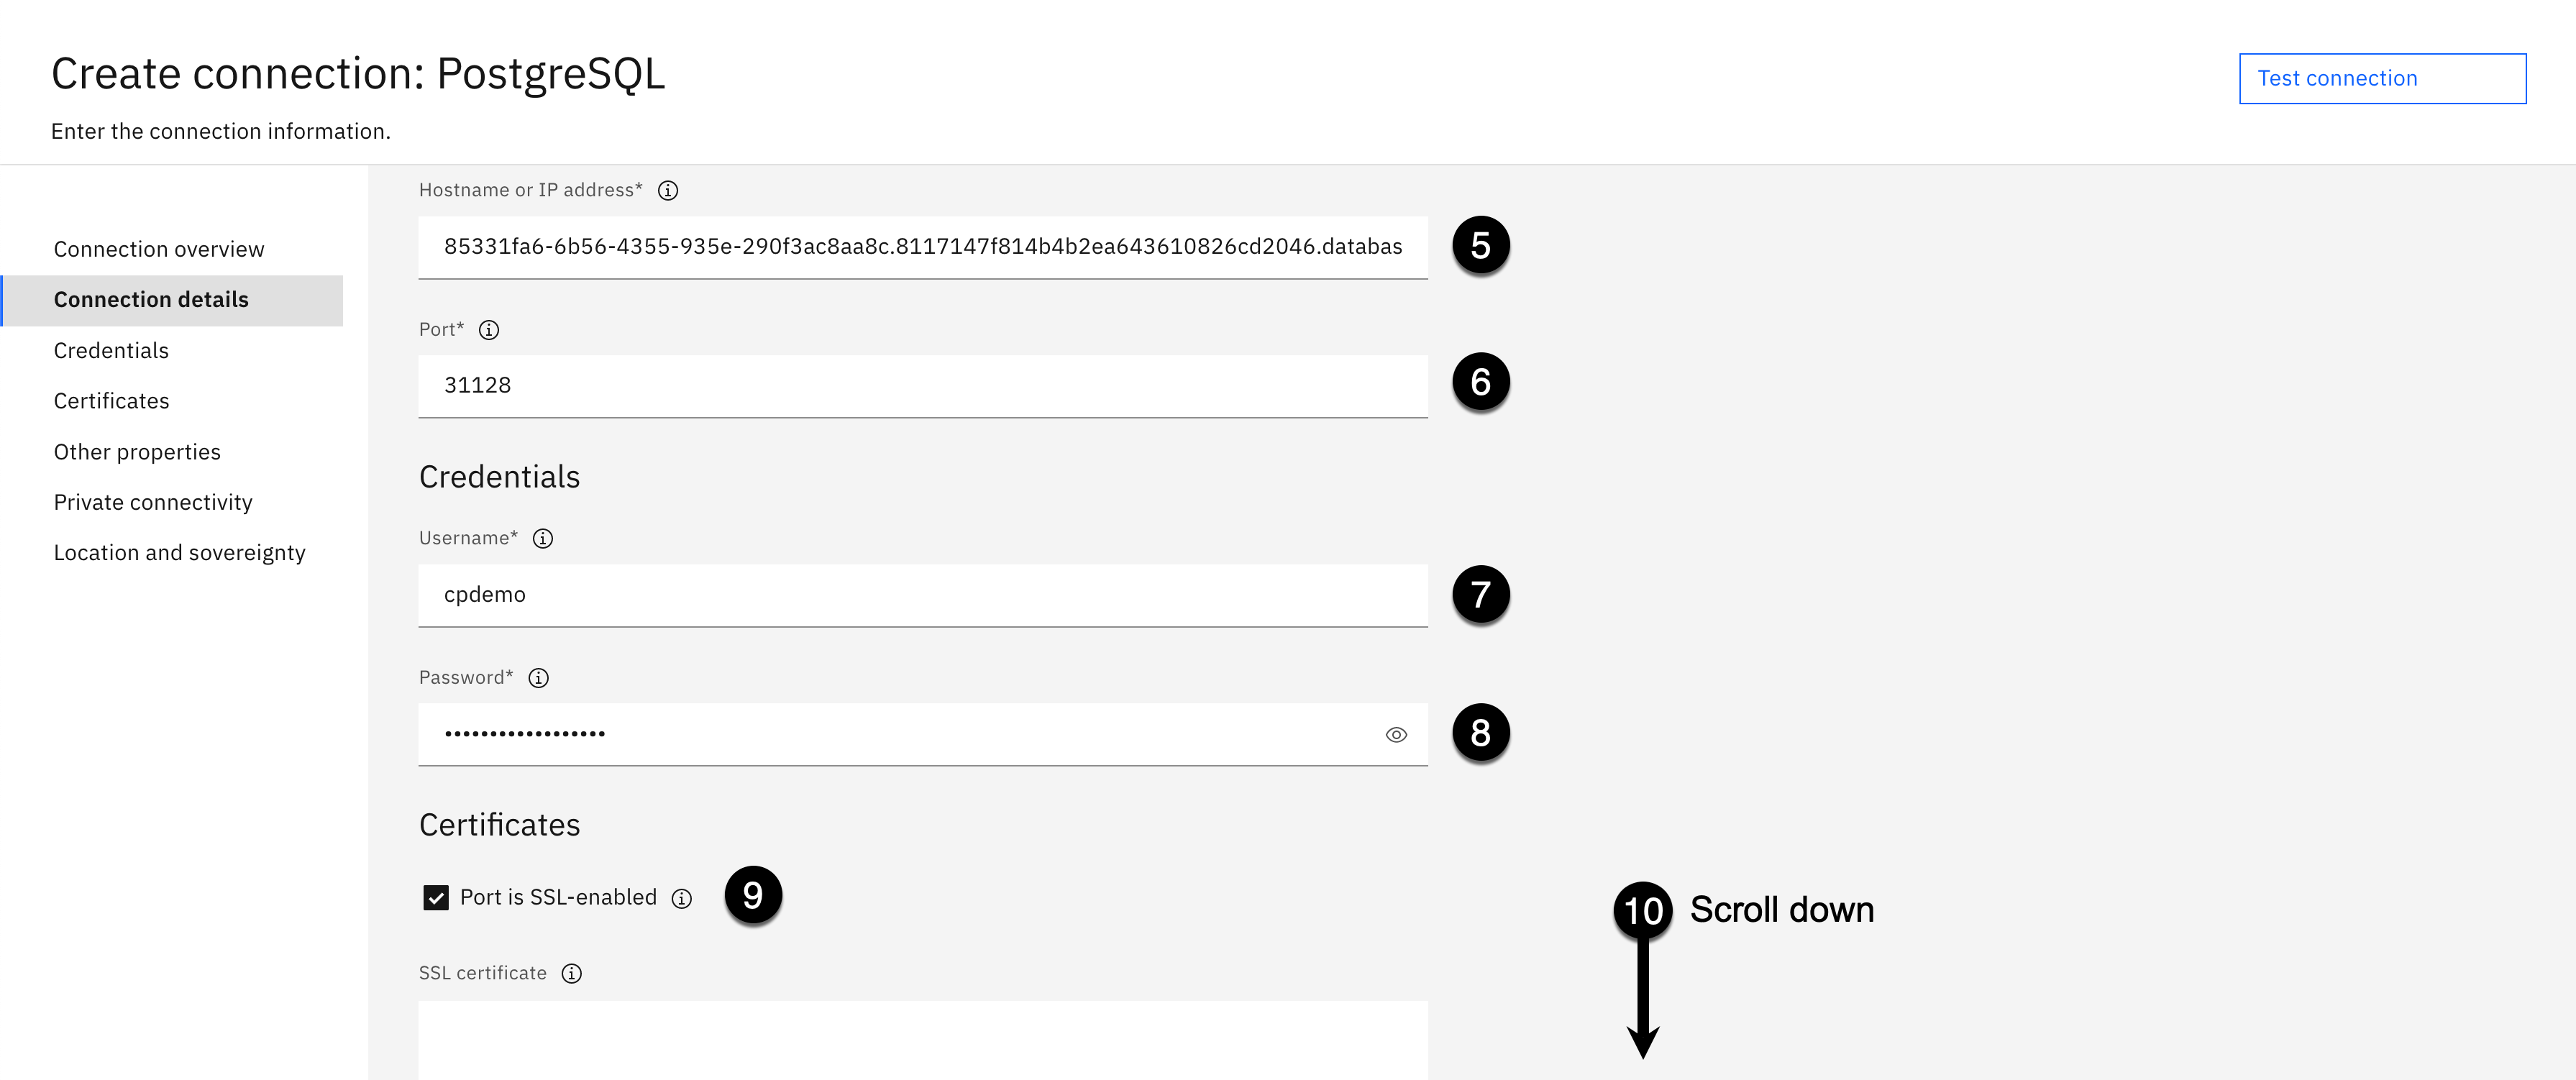 Create connection: PostgreSQL
Test connection
Enter the connection information.
Connection overview
Connection details
Credentials
Certificates
Other properties
Private connectivity
Location and sovereignty
Hostname or IP address*
85331fa6-6b56-4355-935e-290f3ac8aa8c.8117147f814b4b2ea643610826cd2046.databas
5
Port*
31128
6
Credentials
Username*
cpdemo
7
Password*
••••••••••••••••••
8
Certificates
Port is SSL-enabled
9
10 Scroll down
SSL certificate